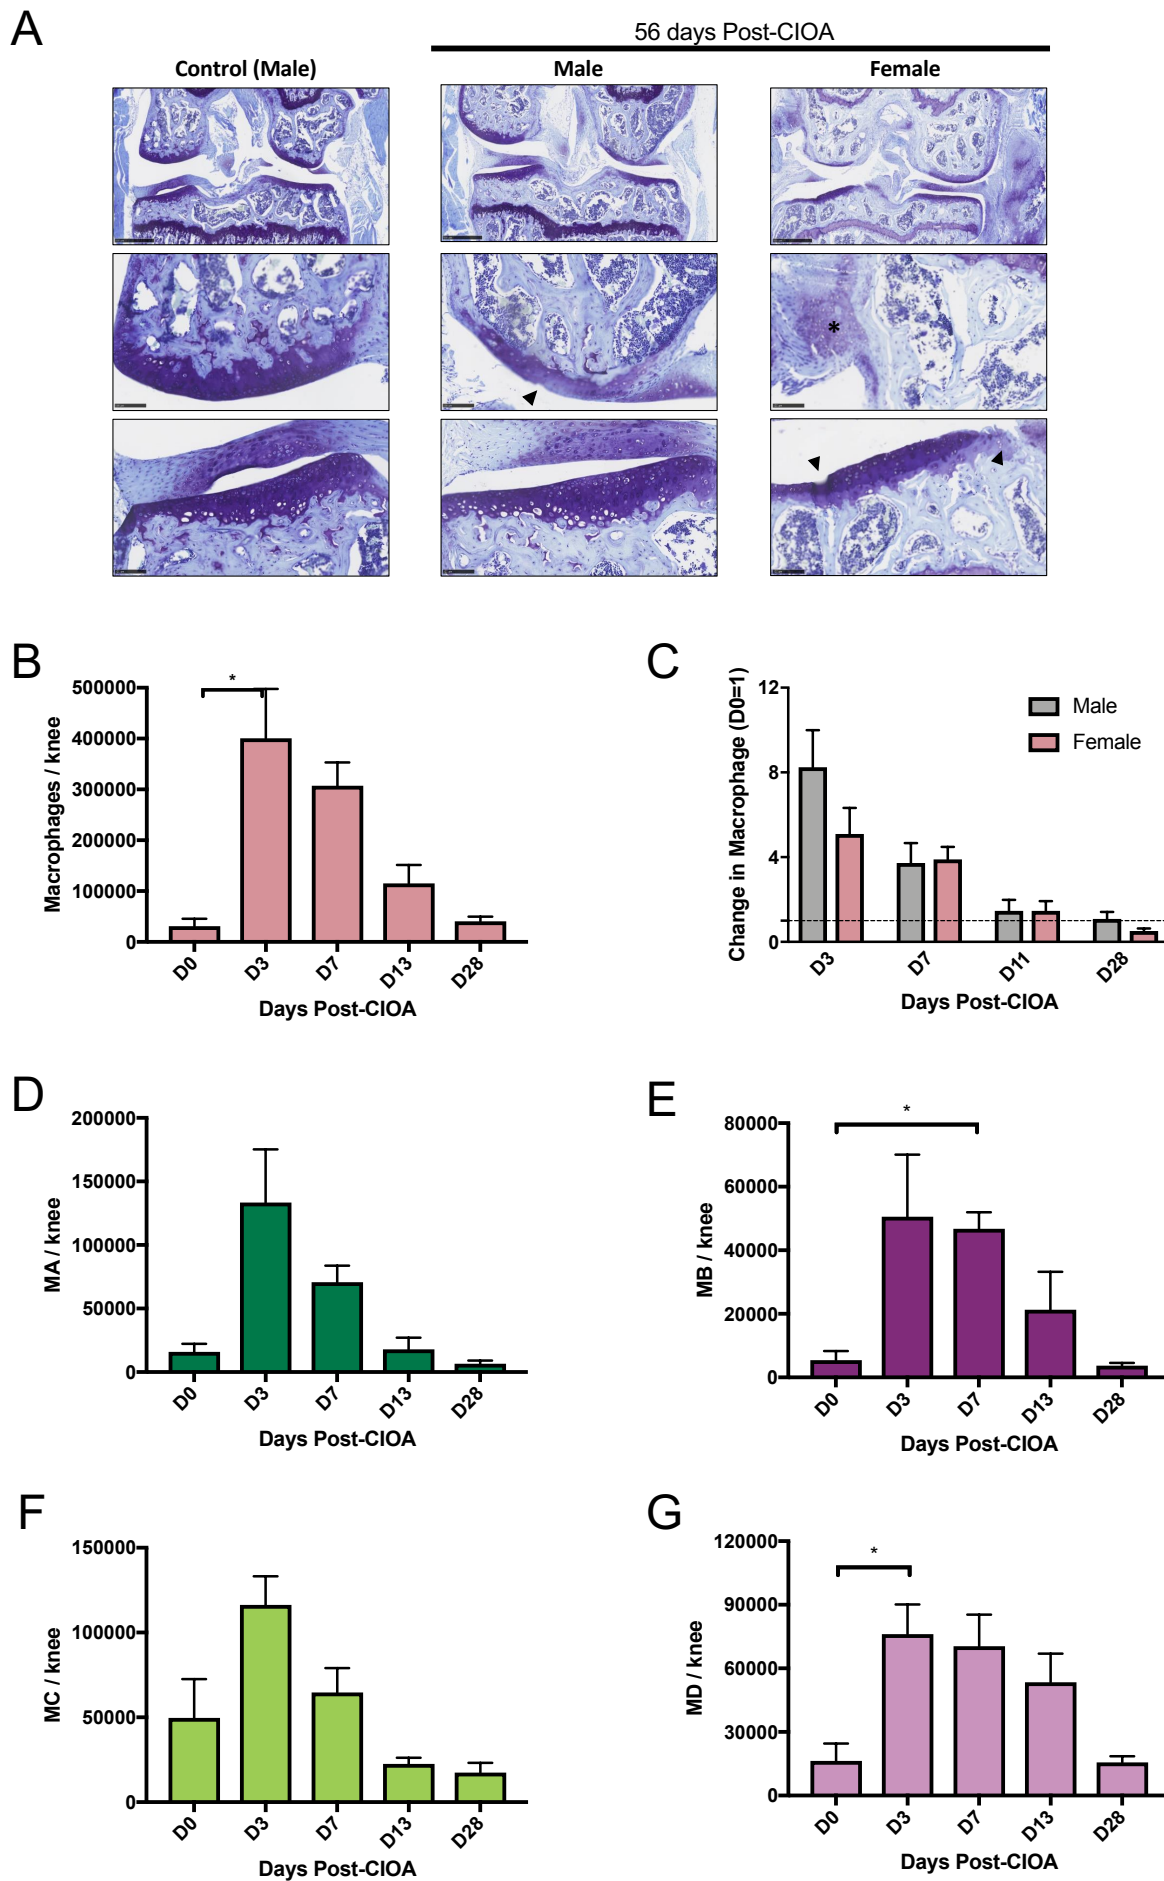 A
56 days Post-CIOA
Control (Male)
Male
Female
*
B
Macrophages / knee
500000
400000
300000
200000
100000
0
*
D0
D3
D7
D13
D28
Days Post-CIOA
C
Change in Macrophage (D0=1)
12
8
4
0
Male
Female
D3
D7
D11
D28
Days Post-CIOA
D
MA / knee
200000
150000
100000
50000
0
D0
D3
D7
D13
D28
Days Post-CIOA
E
MB / knee
80000
60000
40000
20000
0
*
D0
D3
D7
D13
D28
Days Post-CIOA
F
MC / knee
150000
100000
50000
0
D0
D3
D7
D13
D28
Days Post-CIOA
G
MD / knee
120000
90000
60000
30000
0
*
D0
D3
D7
D13
D28
Days Post-CIOA